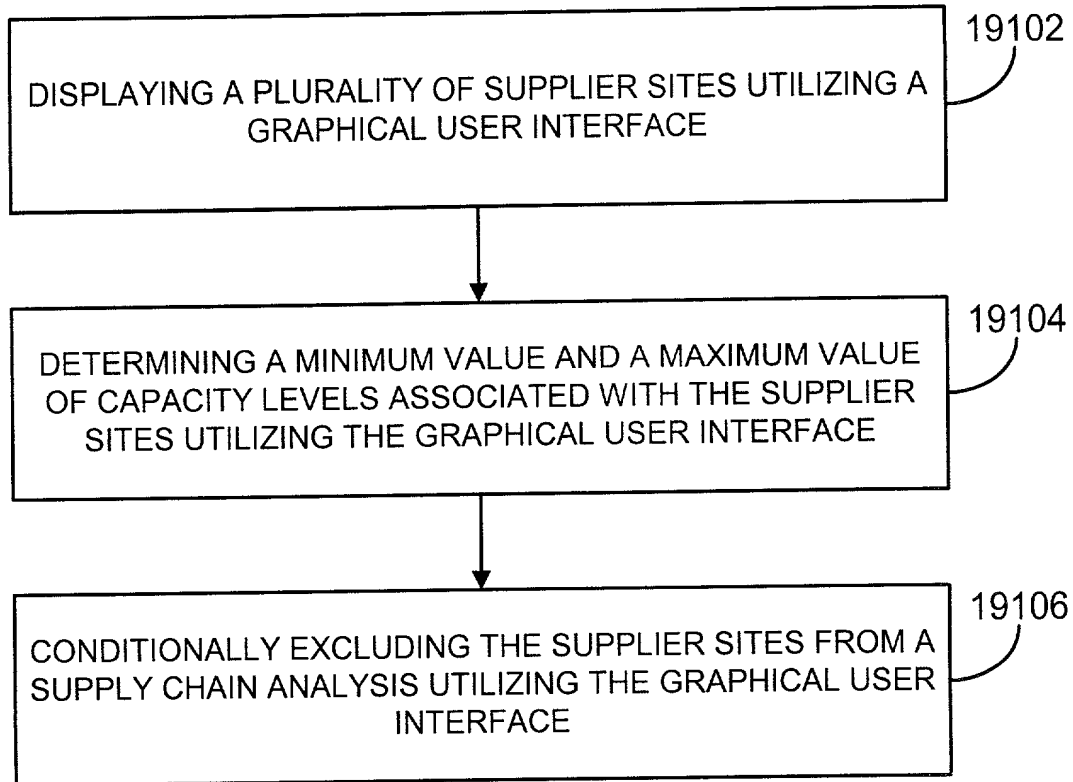 19102
DISPLAYING A PLURALITY OF SUPPLIER SITES UTILIZING A
GRAPHICAL USER INTERFACE
19104
DETERMINING A MINIMUM VALUE AND A MAXIMUM VALUE
OF CAPACITY LEVELS ASSOCIATED WITH THE SUPPLIER
SITES UTILIZING THE GRAPHICAL USER INTERFACE
19106
CONDITIONALLY EXCLUDING THE SUPPLIER SITES FROM A
SUPPLY CHAIN ANALYSIS UTILIZING THE GRAPHICAL USER
INTERFACE